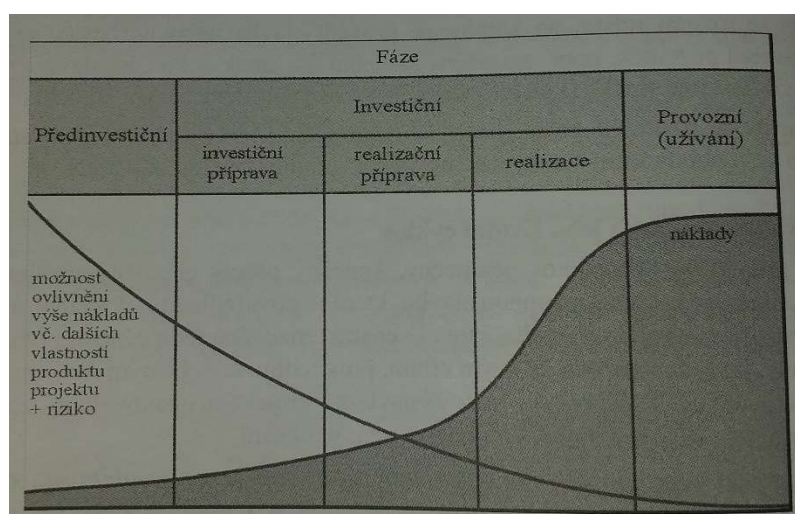 Fáze
Předinvestiční
Investiční
Provozní
(užívání)
investiční
příprava
realizační
příprava
realizace
možnost
ovlivnění
výše nákladů
vč. dalších
vlastností
produktu
projektu
+ riziko
náklady